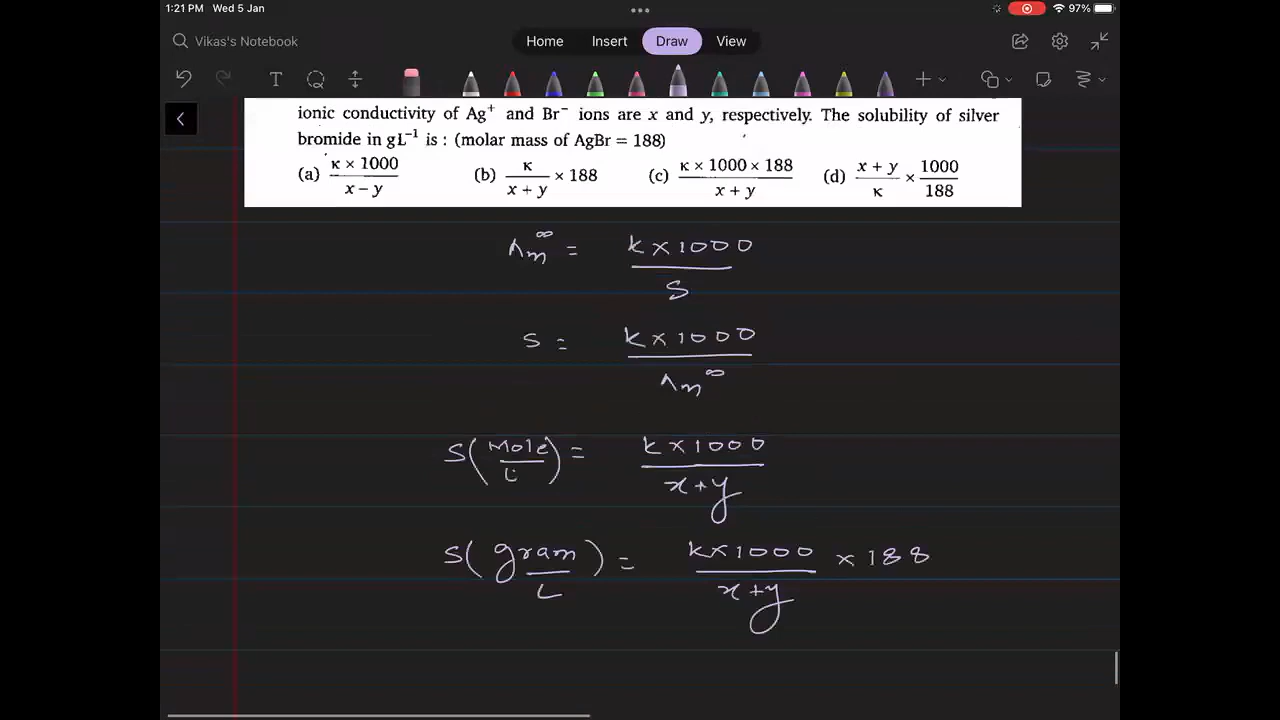 1:21 PM Wed 5 Jan
97%
Vikas's Notebook
Home Insert Draw View
ionic conductivity of Ag⁺ and Br⁻ ions are x and y, respectively. The solubility of silver
bromide in gL⁻¹ is : (molar mass of AgBr = 188)
(a) κ × 1000 / x − y (b) κ / x + y × 188 (c) κ × 1000 × 188 / x + y (d) x + y / κ × 1000 / 188
Λm^∞ = K × 1000 / S
S = K × 1000 / Λm^∞
S(Mole/L) = K × 1000 / x+y
S(gram/L) = K × 1000 / x+y × 188